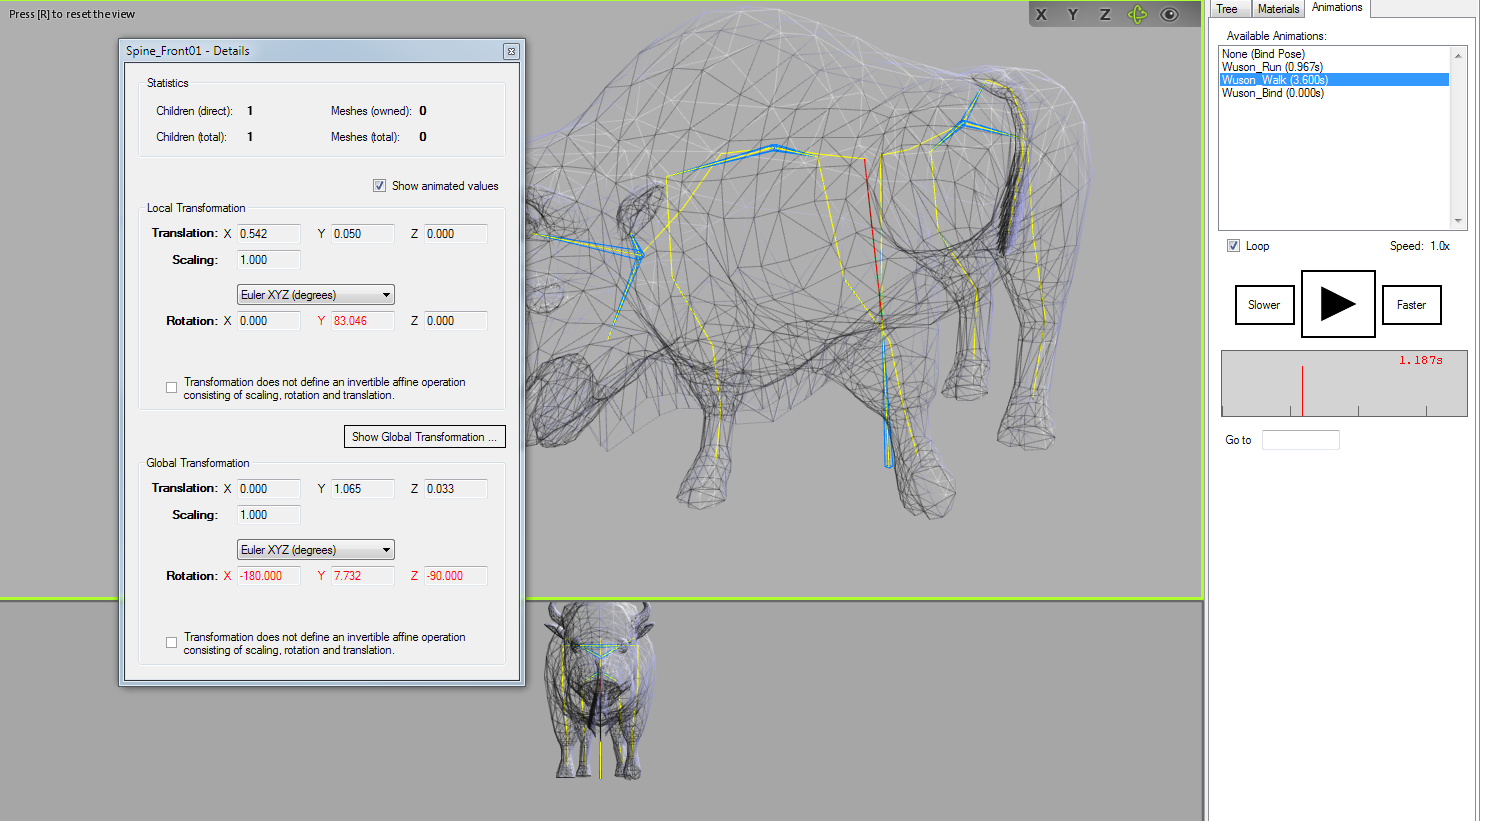 Press [R] to reset the view
X Y Z
Tree Materials Animations
Spine_Front01 - Details
Statistics
Children (direct): 1 Meshes (owned): 0
Children (total): 1 Meshes (total): 0
Show animated values
Local Transformation
Translation: X 0.542 Y 0.050 Z 0.000
Scaling: 1.000
Euler XYZ (degrees)
Rotation: X 0.000 Y 83.046 Z 0.000
Transformation does not define an invertible affine operation
consisting of scaling, rotation and translation.
Show Global Transformation ...
Global Transformation
Translation: X 0.000 Y 1.065 Z 0.033
Scaling: 1.000
Euler XYZ (degrees)
Rotation: X -180.000 Y 7.732 Z -90.000
Transformation does not define an invertible affine operation
consisting of scaling, rotation and translation.
Available Animations:
None (Bind Pose)
Wuson_Run (0.967s)
Wuson_Walk (3.600s)
Wuson_Bind (0.000s)
Loop Speed: 1.0x
Slower Faster
1.187s
Go to